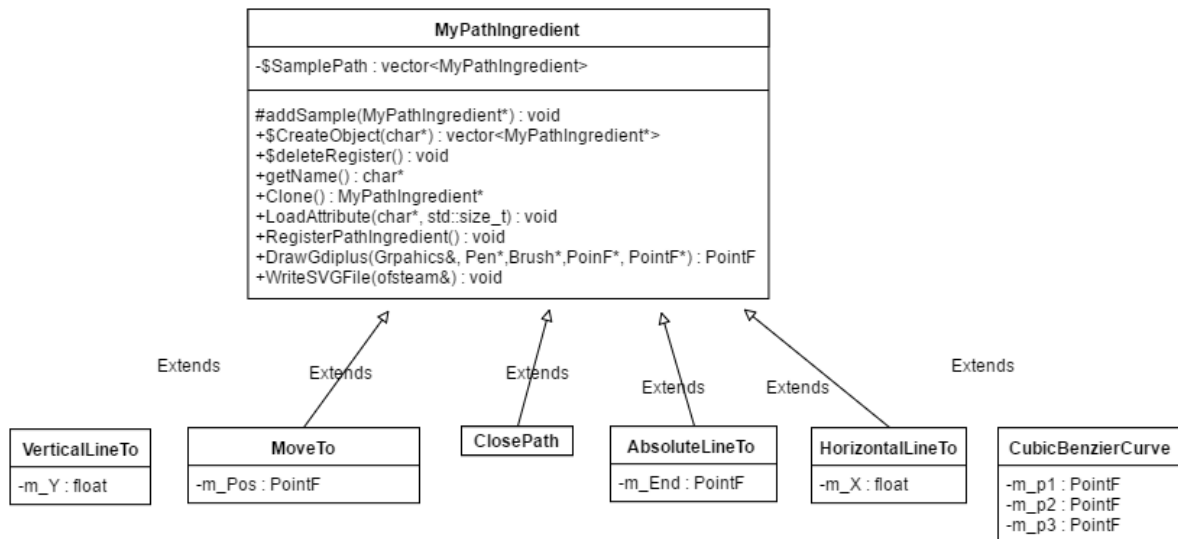 MyPathIngredient
-$SamplePath : vector<MyPathIngredient>
#addSample(MyPathIngredient*) : void
+$CreateObject(char*) : vector<MyPathIngredient*>
+$deleteRegister() : void
+getName() : char*
+Clone() : MyPathIngredient*
+LoadAttribute(char*, std::size_t) : void
+RegisterPathIngredient() : void
+DrawGdiplus(Grpahics&, Pen*,Brush*,PoinF*, PointF*) : PointF
+WriteSVGFile(ofsteam&) : void
Extends
Extends
Extends
Extends
Extends
Extends
VerticalLineTo
-m_Y : float
MoveTo
-m_Pos : PointF
ClosePath
AbsoluteLineTo
-m_End : PointF
HorizontalLineTo
-m_X : float
CubicBenzierCurve
-m_p1 : PointF
-m_p2 : PointF
-m_p3 : PointF